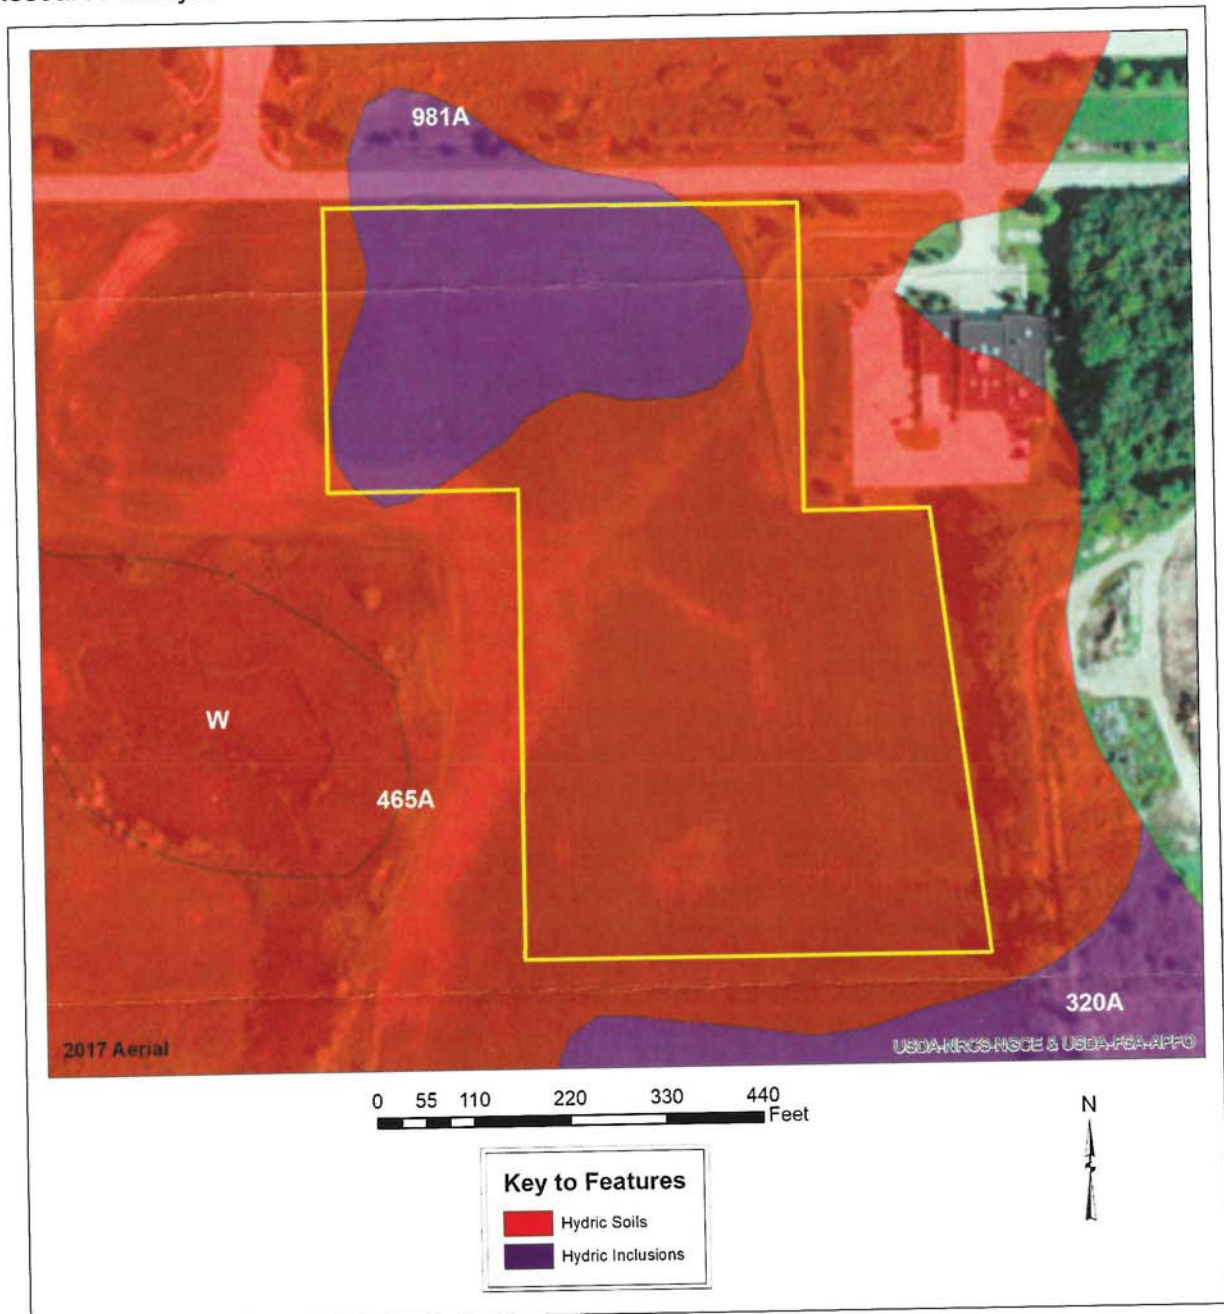 981A
W
465A
320A
2017 Aerial
USDA-NRCS-NGCE & USDA-FSA-APFO
0 55 110 220 330 440
Feet
N
Key to Features
Hydric Soils
Hydric Inclusions